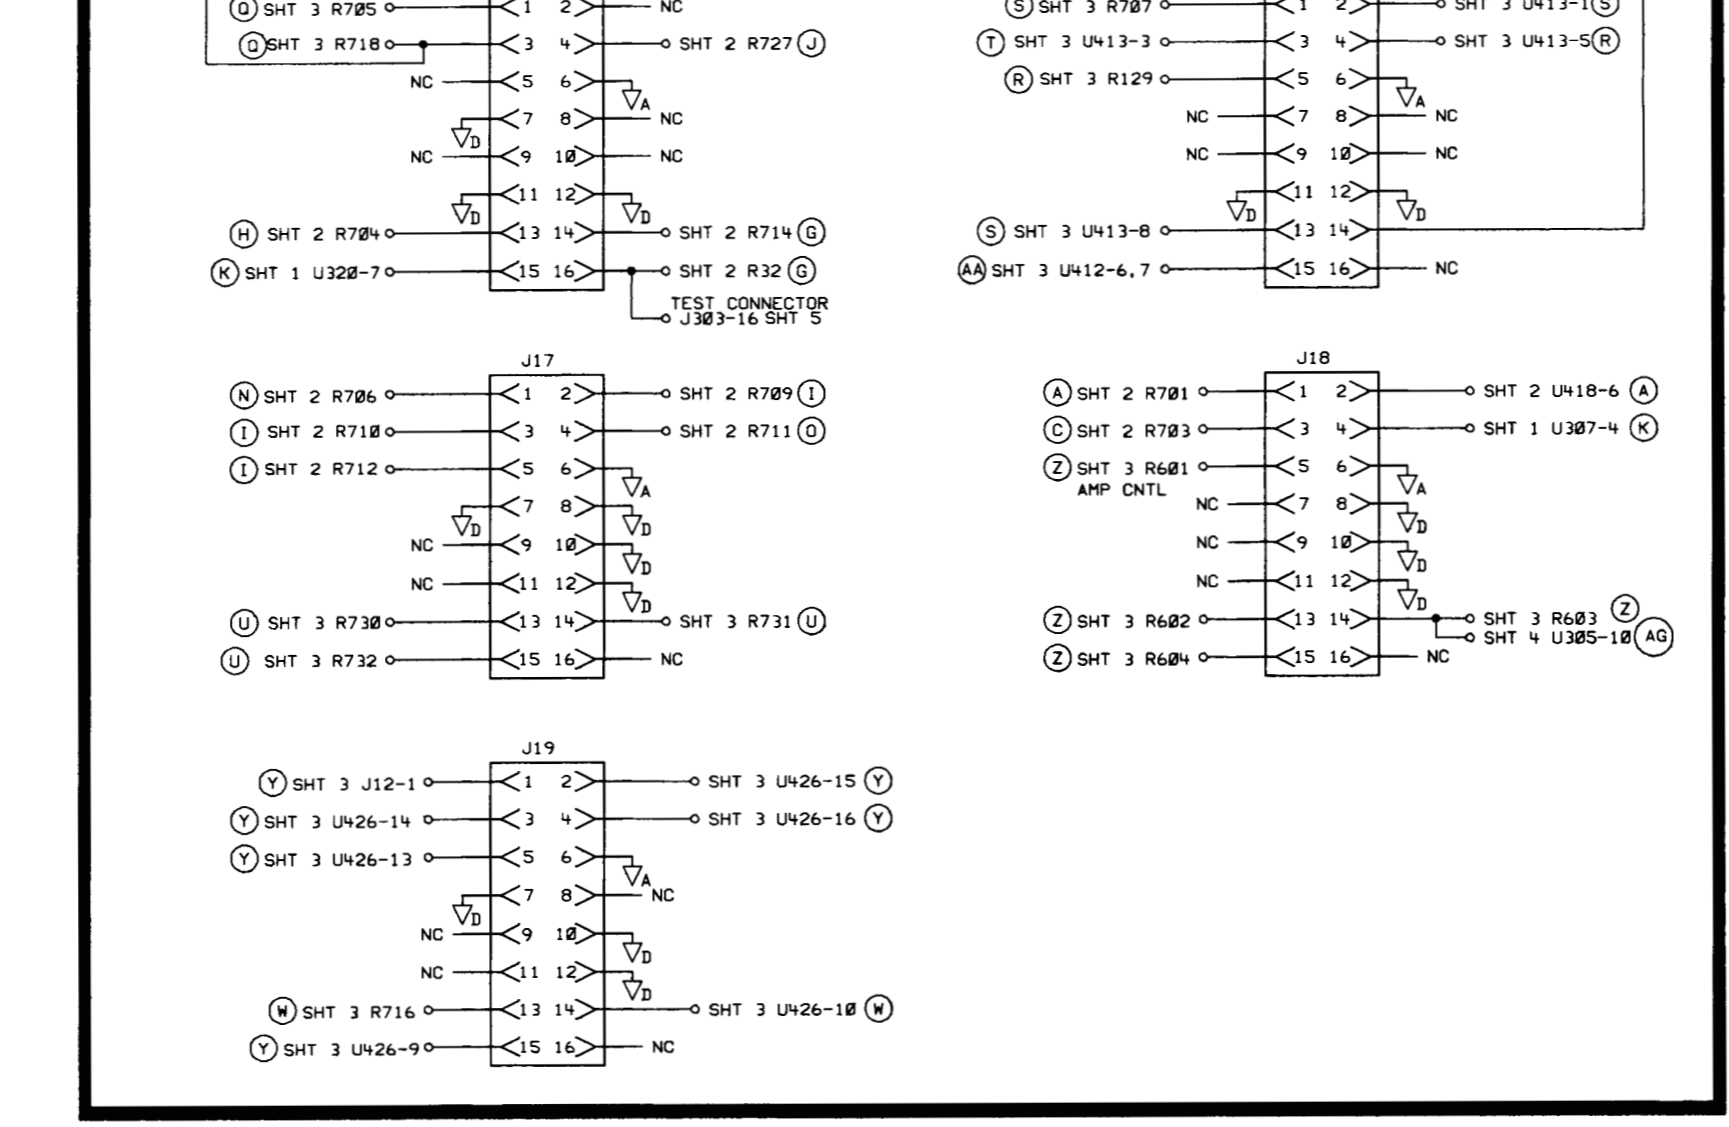 Q SHT 3 R705 1 2 NC
Q SHT 3 R718 3 4 SHT 2 R727 J
NC 5 6 A
D 7 8 NC
NC 9 10 NC
D 11 12 D
H SHT 2 R704 13 14 SHT 2 R714 G
K SHT 1 U320-7 15 16 SHT 2 R32 G
TEST CONNECTOR
J303-16 SHT 5
S SHT 3 R707 1 2 SHT 3 U413-1 S
T SHT 3 U413-3 3 4 SHT 3 U413-5 R
R SHT 3 R129 5 6 A
NC 7 8 NC
NC 9 10 NC
D 11 12 D
S SHT 3 U413-8 13 14
AA SHT 3 U412-6,7 15 16 NC
J17
N SHT 2 R706 1 2 SHT 2 R709 I
I SHT 2 R710 3 4 SHT 2 R711 O
I SHT 2 R712 5 6 A
D 7 8 D
NC 9 10 D
NC 11 12 D
U SHT 3 R730 13 14 SHT 3 R731 U
U SHT 3 R732 15 16 NC
J18
A SHT 2 R701 1 2 SHT 2 U418-6 A
C SHT 2 R703 3 4 SHT 1 U307-4 K
Z SHT 3 R601 5 6 A
AMP CNTL
NC 7 8 D
NC 9 10 D
NC 11 12 D
Z SHT 3 R602 13 14 SHT 3 R603 Z
SHT 4 U305-10 AG
Z SHT 3 R604 15 16 NC
J19
Y SHT 3 J12-1 1 2 SHT 3 U426-15 Y
Y SHT 3 U426-14 3 4 SHT 3 U426-16 Y
Y SHT 3 U426-13 5 6 A
D 7 8 NC
NC 9 10 D
NC 11 12 D
W SHT 3 R716 13 14 SHT 3 U426-10 W
Y SHT 3 U426-9 15 16 NC